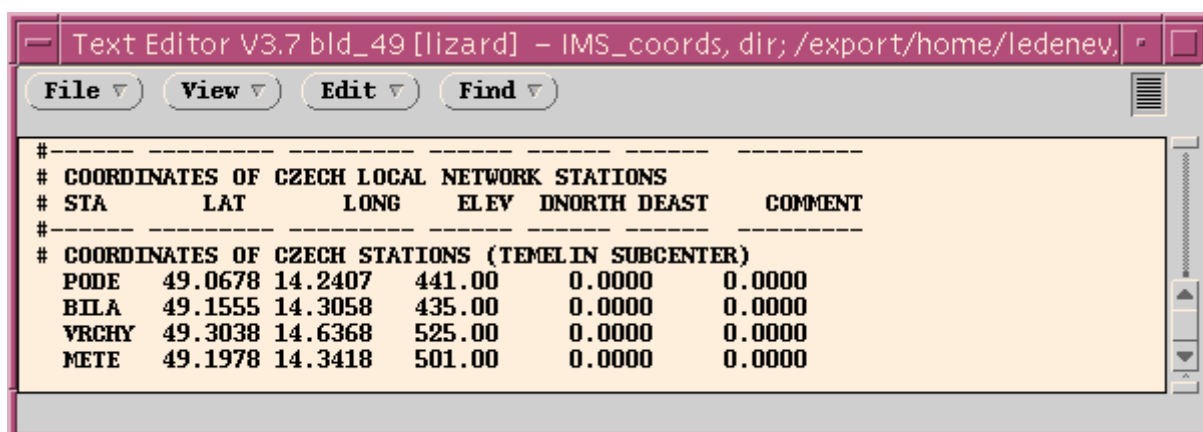 Text Editor V3.7 bld_49 [lizard] – IMS_coords, dir; /export/home/ledenev,
File View Edit Find
#------ --------- --------- ------ ------ ------ ---------
# COORDINATES OF CZECH LOCAL NETWORK STATIONS
# STA LAT LONG ELEV DNORTH DEAST COMMENT
#------ --------- --------- ------ ------ ------ ---------
# COORDINATES OF CZECH STATIONS (TEMELIN SUBCENTER)
PODE 49.0678 14.2407 441.00 0.0000 0.0000
BILA 49.1555 14.3058 435.00 0.0000 0.0000
VRCHY 49.3038 14.6368 525.00 0.0000 0.0000
METE 49.1978 14.3418 501.00 0.0000 0.0000